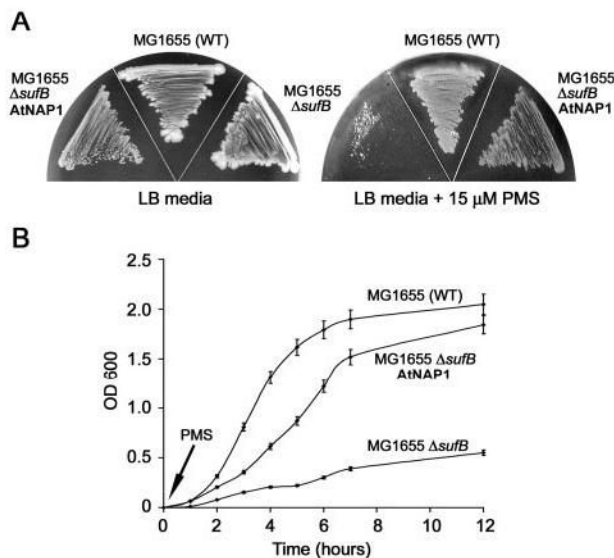 A
MG1655 (WT)
MG1655
ΔsufB
AtNAP1
MG1655
ΔsufB
LB media
MG1655 (WT)
MG1655
ΔsufB
AtNAP1
LB media + 15 μM PMS
B
2.5
2.0
1.5
1.0
0.5
0
OD 600
PMS
MG1655 (WT)
MG1655 ΔsufB
AtNAP1
MG1655 ΔsufB
0 2 4 6 8 10 12
Time (hours)